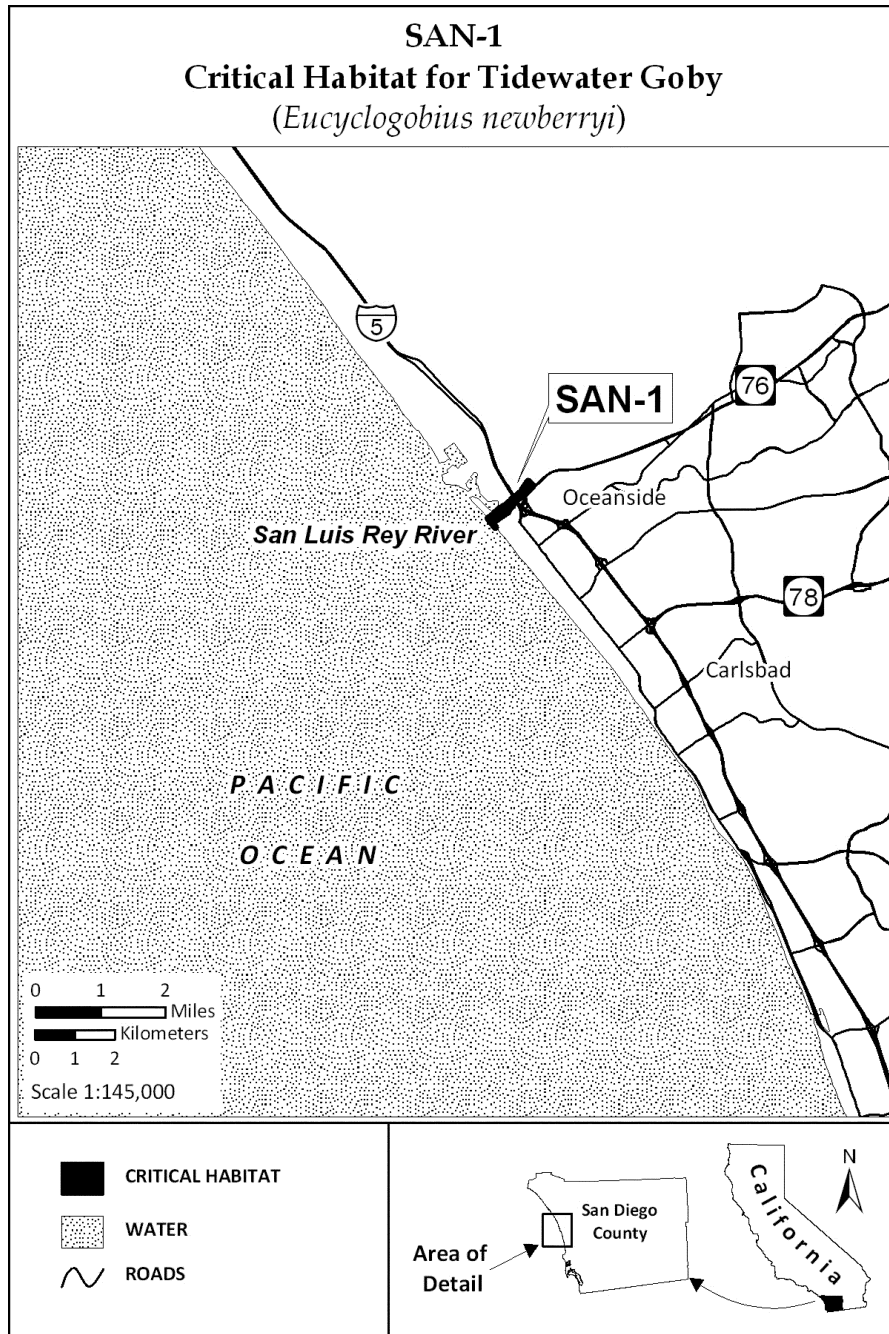 SAN-1
Critical Habitat for Tidewater Goby
(Eucyclogobius newberryi)
5
76
SAN-1
Oceanside
San Luis Rey River
78
Carlsbad
PACIFIC
OCEAN
0 1 2
Miles
Kilometers
0 1 2
Scale 1:145,000
CRITICAL HABITAT
WATER
ROADS
San Diego
County
Area of
Detail
California
N